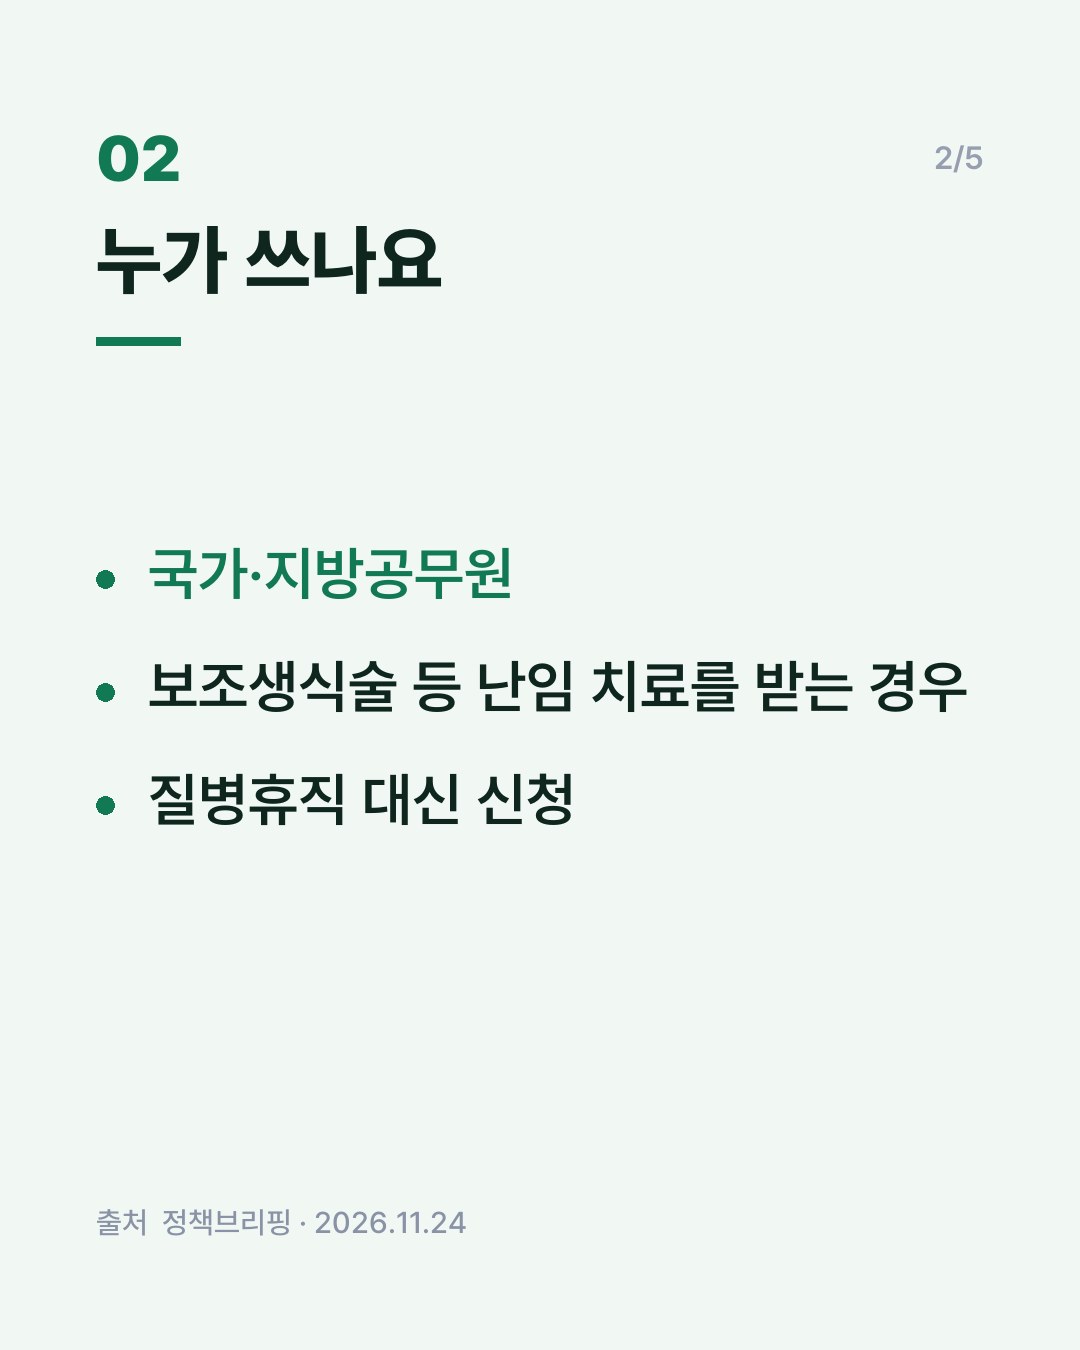 02
2/5
누가 쓰나요
• 국가·지방공무원
• 보조생식술 등 난임 치료를 받는 경우
• 질병휴직 대신 신청
출처 정책브리핑 · 2026.11.24